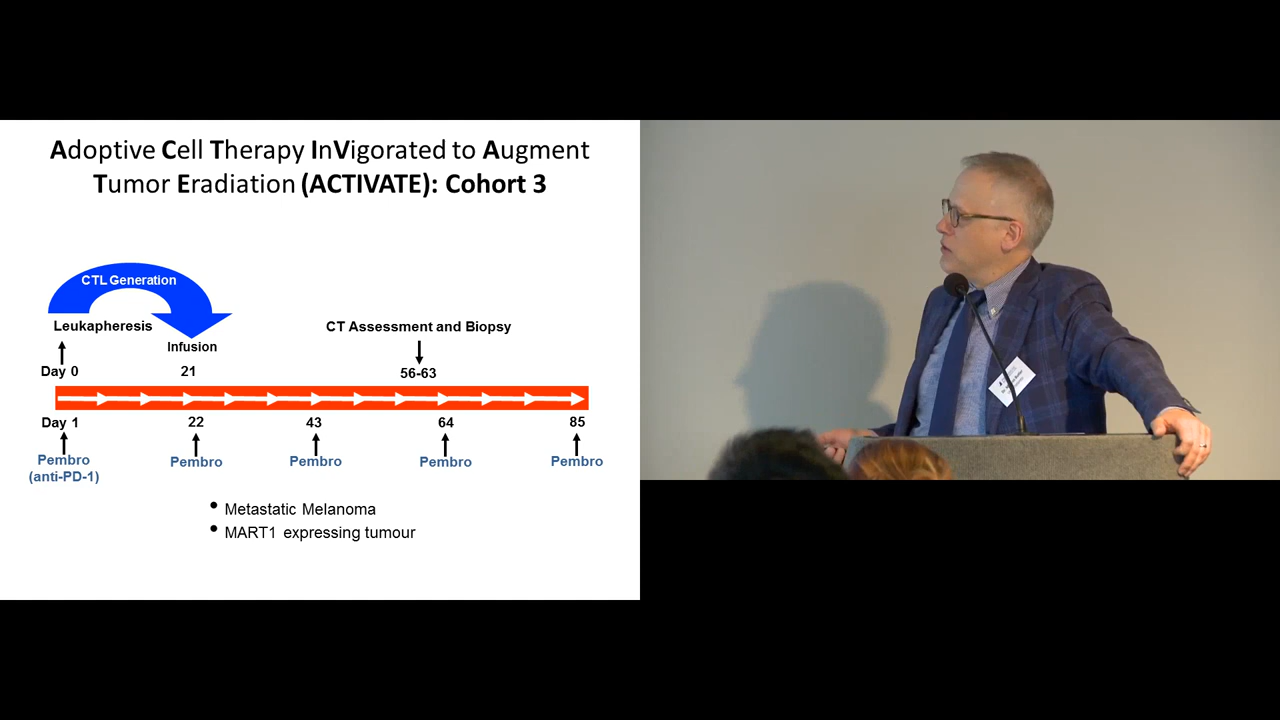 Adoptive Cell Therapy InVigorated to Augment
Tumor Eradiation (ACTIVATE): Cohort 3
CTL Generation
Leukapheresis
Infusion
CT Assessment and Biopsy
Day 0
21
56-63
Day 1
22
43
64
85
Pembro
(anti-PD-1)
Pembro
Pembro
Pembro
Pembro
• Metastatic Melanoma
• MART1 expressing tumour